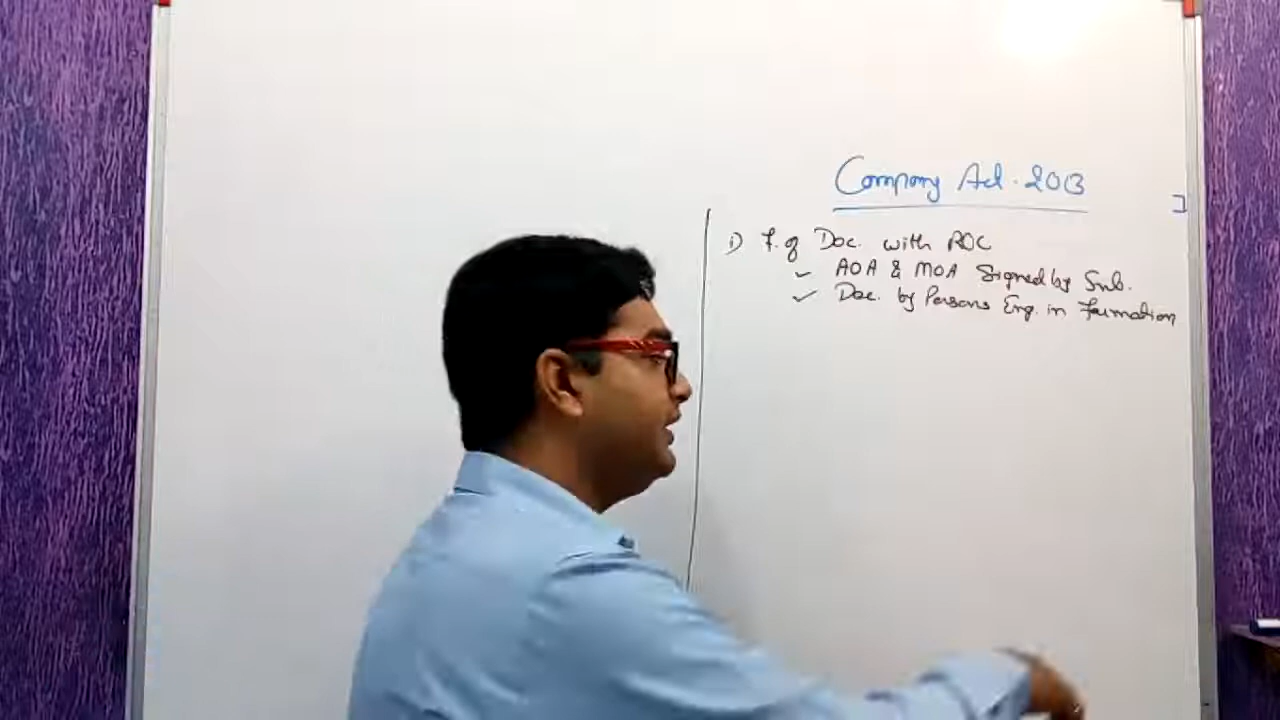 Company Act. 2013
1) F. of Doc. with ROC
✓ AOA & MOA Signed by Sub.
✓ Doc. by Persons Eng. in formation